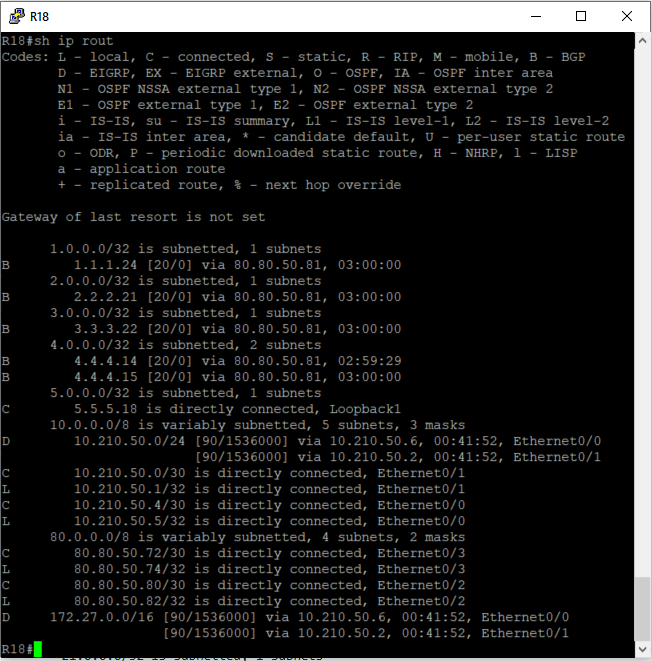 R18
R18#sh ip rout
Codes: L - local, C - connected, S - static, R - RIP, M - mobile, B - BGP
D - EIGRP, EX - EIGRP external, O - OSPF, IA - OSPF inter area
N1 - OSPF NSSA external type 1, N2 - OSPF NSSA external type 2
E1 - OSPF external type 1, E2 - OSPF external type 2
i - IS-IS, su - IS-IS summary, L1 - IS-IS level-1, L2 - IS-IS level-2
ia - IS-IS inter area, * - candidate default, U - per-user static route
o - ODR, P - periodic downloaded static route, H - NHRP, l - LISP
a - application route
+ - replicated route, % - next hop override
Gateway of last resort is not set
1.0.0.0/32 is subnetted, 1 subnets
B 1.1.1.24 [20/0] via 80.80.50.81, 03:00:00
2.0.0.0/32 is subnetted, 1 subnets
B 2.2.2.21 [20/0] via 80.80.50.81, 03:00:00
3.0.0.0/32 is subnetted, 1 subnets
B 3.3.3.22 [20/0] via 80.80.50.81, 03:00:00
4.0.0.0/32 is subnetted, 2 subnets
B 4.4.4.14 [20/0] via 80.80.50.81, 02:59:29
B 4.4.4.15 [20/0] via 80.80.50.81, 03:00:00
5.0.0.0/32 is subnetted, 1 subnets
C 5.5.5.18 is directly connected, Loopback1
10.0.0.0/8 is variably subnetted, 5 subnets, 3 masks
D 10.210.50.0/24 [90/1536000] via 10.210.50.6, 00:41:52, Ethernet0/0
[90/1536000] via 10.210.50.2, 00:41:52, Ethernet0/1
C 10.210.50.0/30 is directly connected, Ethernet0/1
L 10.210.50.1/32 is directly connected, Ethernet0/1
C 10.210.50.4/30 is directly connected, Ethernet0/0
L 10.210.50.5/32 is directly connected, Ethernet0/0
80.0.0.0/8 is variably subnetted, 4 subnets, 2 masks
C 80.80.50.72/30 is directly connected, Ethernet0/3
L 80.80.50.74/32 is directly connected, Ethernet0/3
C 80.80.50.80/30 is directly connected, Ethernet0/2
L 80.80.50.82/32 is directly connected, Ethernet0/2
D 172.27.0.0/16 [90/1536000] via 10.210.50.6, 00:41:52, Ethernet0/0
[90/1536000] via 10.210.50.2, 00:41:52, Ethernet0/1
R18#